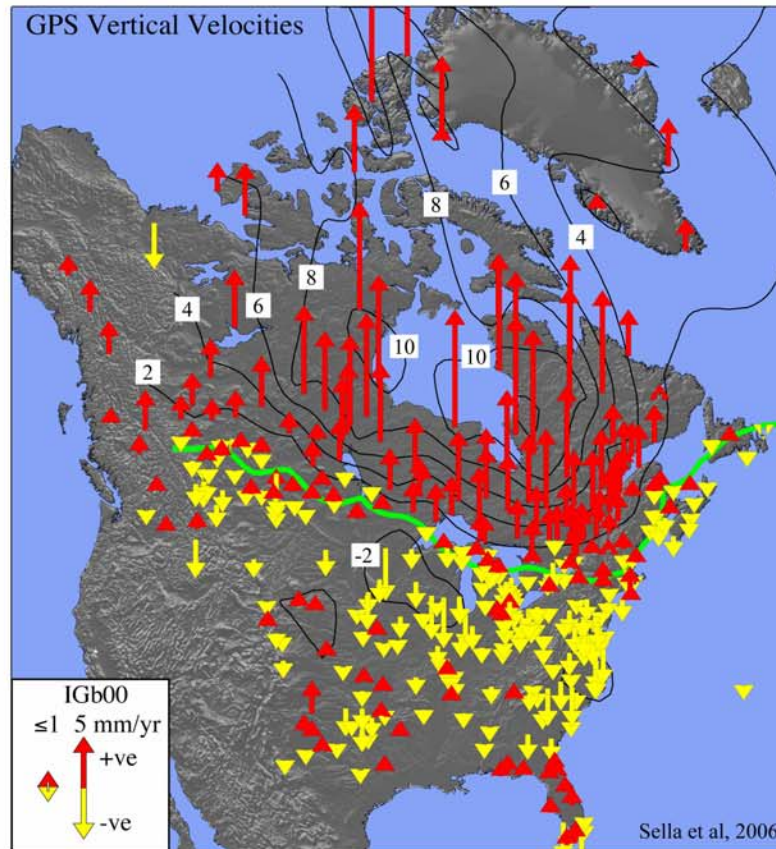 GPS Vertical Velocities
8
6
4
8
6
4
10
10
2
-2
IGb00
≤1 5 mm/yr
+ve
-ve
Sella et al, 2006